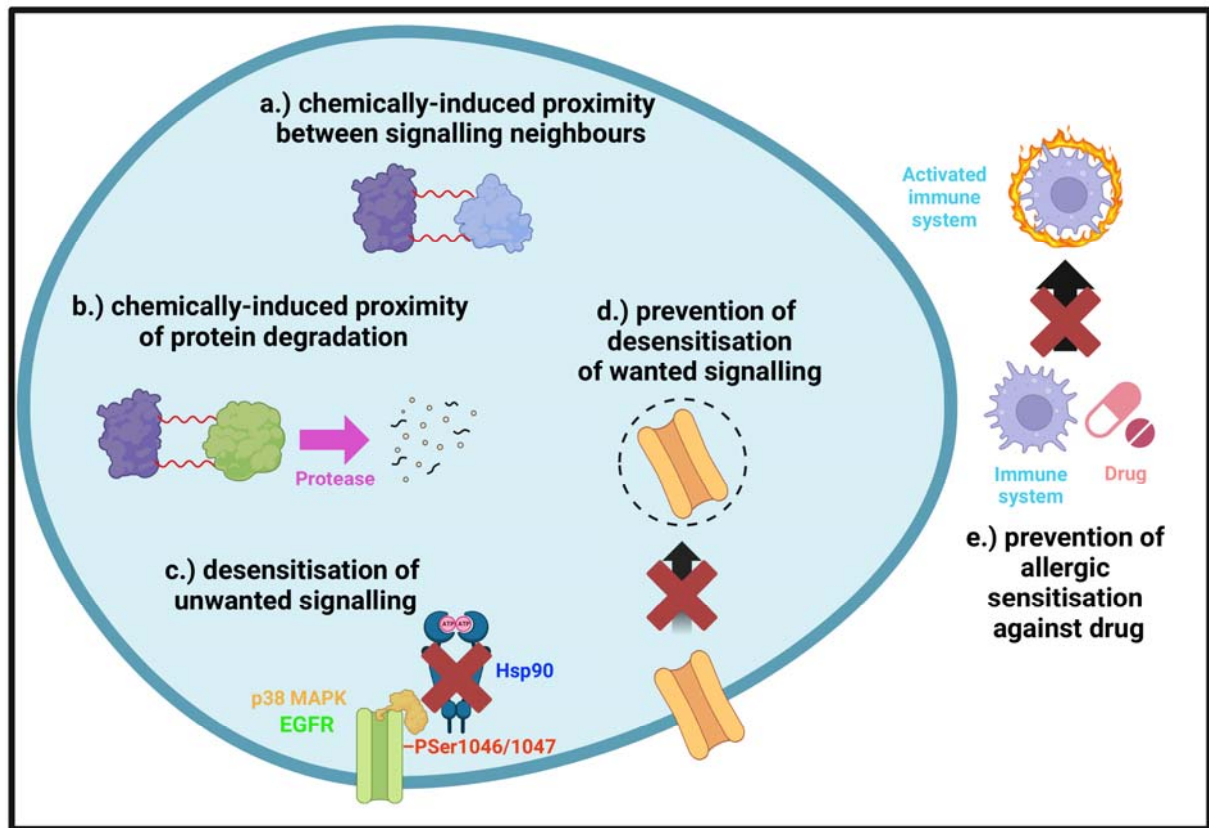 a.) chemically-induced proximity
between signalling neighbours
Activated
immune
system
b.) chemically-induced proximity
of protein degradation
Protease
d.) prevention of
desensitisation
of wanted signalling
Immune
system
Drug
e.) prevention of
allergic
sensitisation
against drug
c.) desensitisation of
unwanted signalling
ATP ATP
Hsp90
p38 MAPK
EGFR
–PSer1046/1047